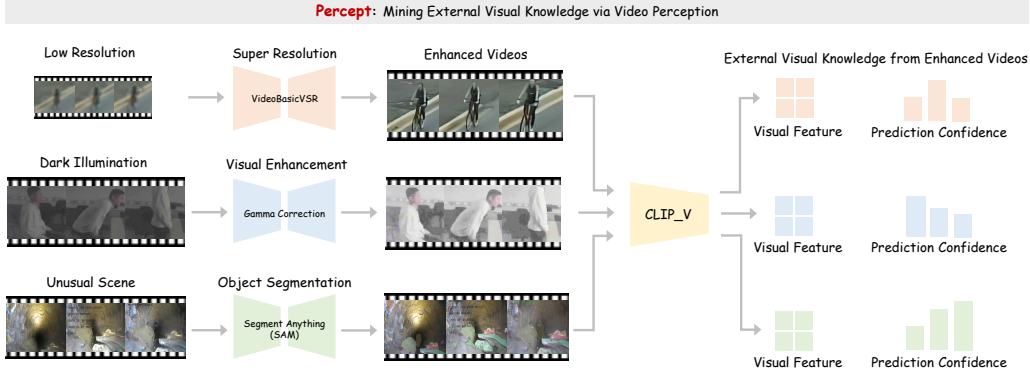 Percept: Mining External Visual Knowledge via Video Perception
Low Resolution
Super Resolution
Enhanced Videos
External Visual Knowledge from Enhanced Videos
VideoBasicVSR
Visual Feature
Prediction Confidence
Dark Illumination
Visual Enhancement
Gamma Correction
CLIP_V
Visual Feature
Prediction Confidence
Unusual Scene
Object Segmentation
Segment Anything
(SAM)
Visual Feature
Prediction Confidence